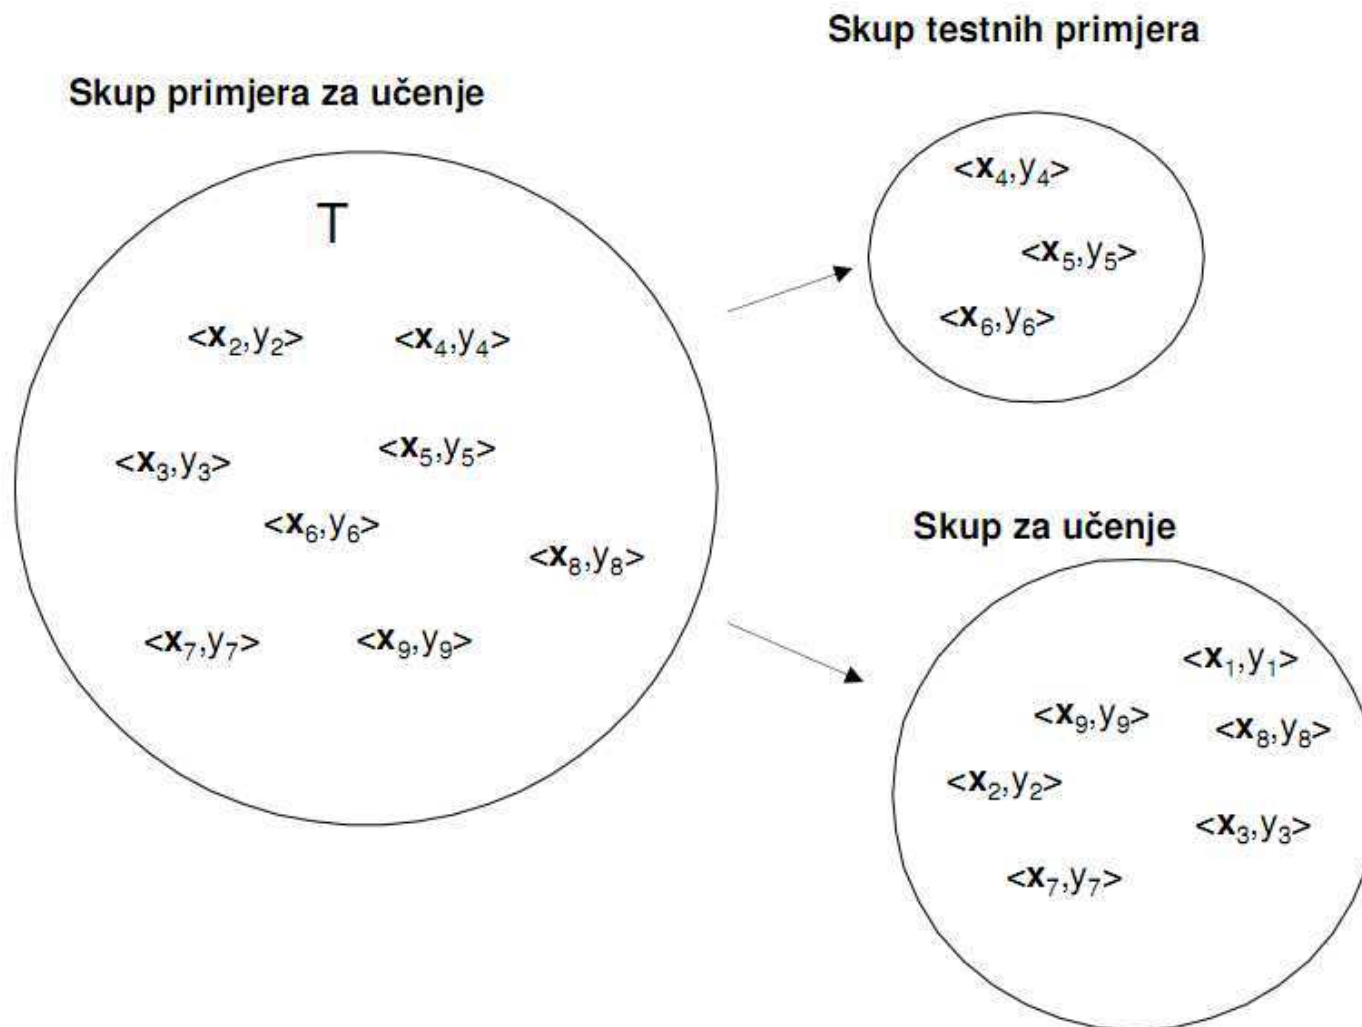 Skup primjera za učenje
T
<x₂,y₂> <x₄,y₄>
<x₃,y₃> <x₅,y₅>
<x₆,y₆>
<x₈,y₈>
<x₇,y₇> <x₉,y₉>
Skup testnih primjera
<x₄,y₄>
<x₅,y₅>
<x₆,y₆>
Skup za učenje
<x₁,y₁>
<x₉,y₉> <x₈,y₈>
<x₂,y₂>
<x₃,y₃>
<x₇,y₇>